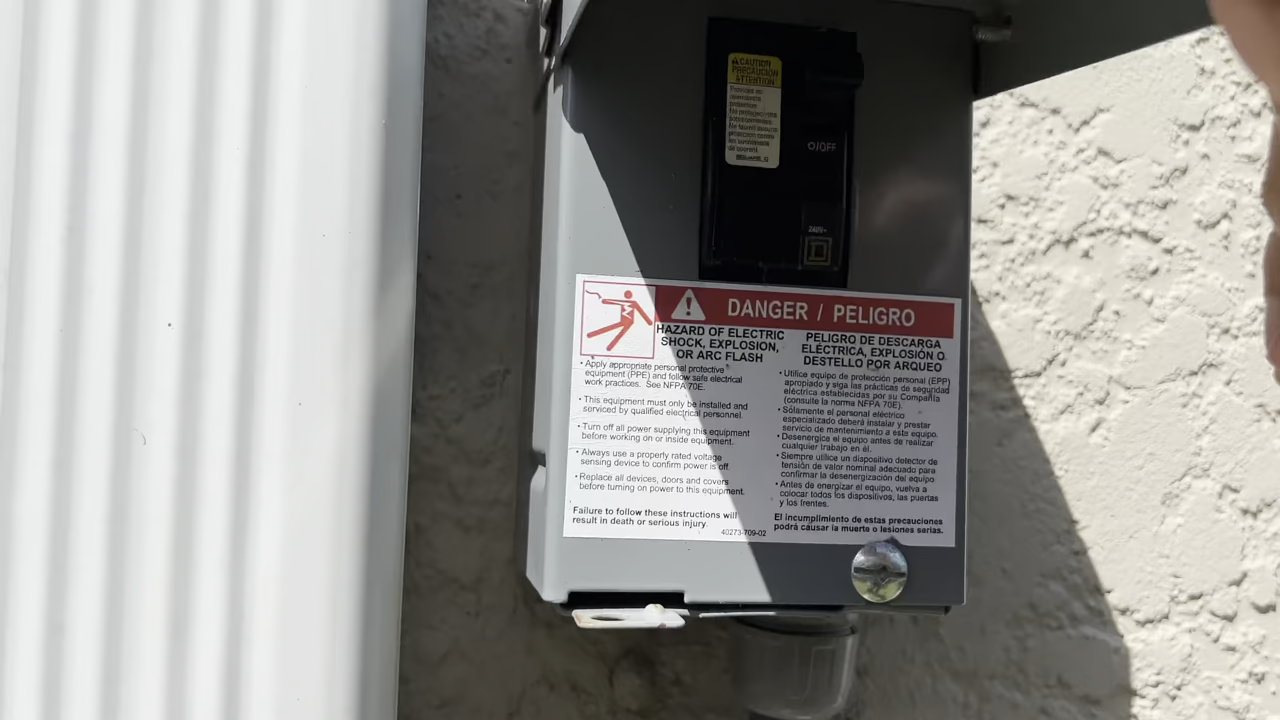 CAUTION
PRECAUCIÓN
ATTENTION
O/OFF
240V~
DANGER / PELIGRO
HAZARD OF ELECTRIC
SHOCK, EXPLOSION,
OR ARC FLASH
• Apply appropriate personal protective
equipment (PPE) and follow safe electrical
work practices. See NFPA 70E.
• This equipment must only be installed and
serviced by qualified electrical personnel.
• Turn off all power supplying this equipment
before working on or inside equipment.
• Always use a properly rated voltage
sensing device to confirm power is off.
• Replace all devices, doors and covers
before turning on power to this equipment.
Failure to follow these instructions will
result in death or serious injury.
40273-709-02
PELIGRO DE DESCARGA
ELÉCTRICA, EXPLOSIÓN O
DESTELLO POR ARQUEO
• Utilice equipo de protección personal (EPP)
apropiado y siga las prácticas de seguridad
eléctrica establecidas por su Compañía
(consulte la norma NFPA 70E).
• Sólamente el personal eléctrico
especializado deberá instalar y prestar
servicio de mantenimiento a este equipo.
• Desenergice el equipo antes de realizar
cualquier trabajo en él.
• Siempre utilice un dispositivo detector de
tensión de valor nominal adecuado para
confirmar la desenergización del equipo
• Antes de energizar el equipo, vuelva a
colocar todos los dispositivos, las puertas
y los frentes.
El incumplimiento de estas precauciones
podrá causar la muerte o lesiones serias.